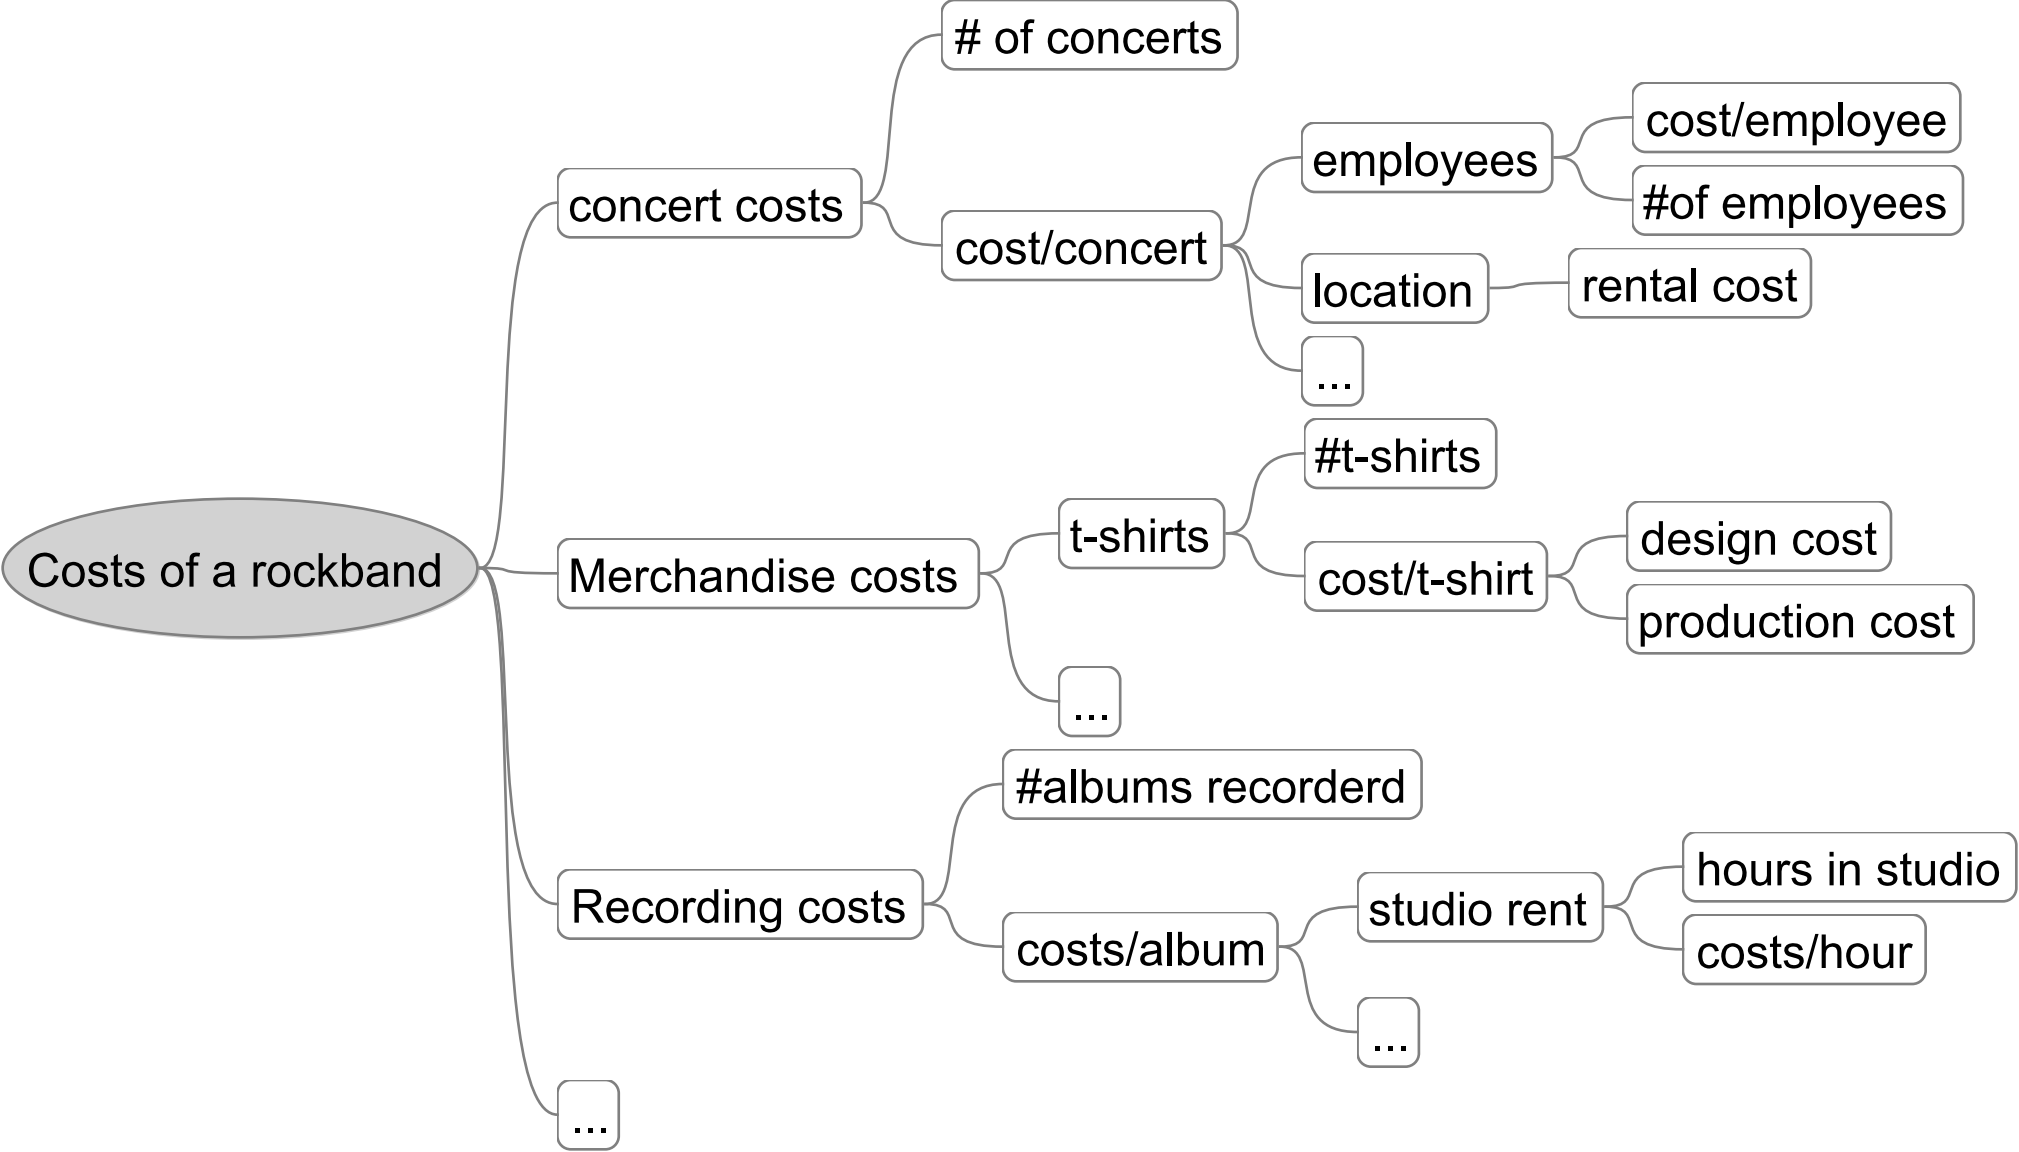 # of concerts
cost/employee
employees
#of employees
concert costs
cost/concert
location
rental cost
...
#t-shirts
t-shirts
design cost
Costs of a rockband
Merchandise costs
cost/t-shirt
production cost
...
#albums recorderd
hours in studio
Recording costs
studio rent
costs/album
costs/hour
...
...